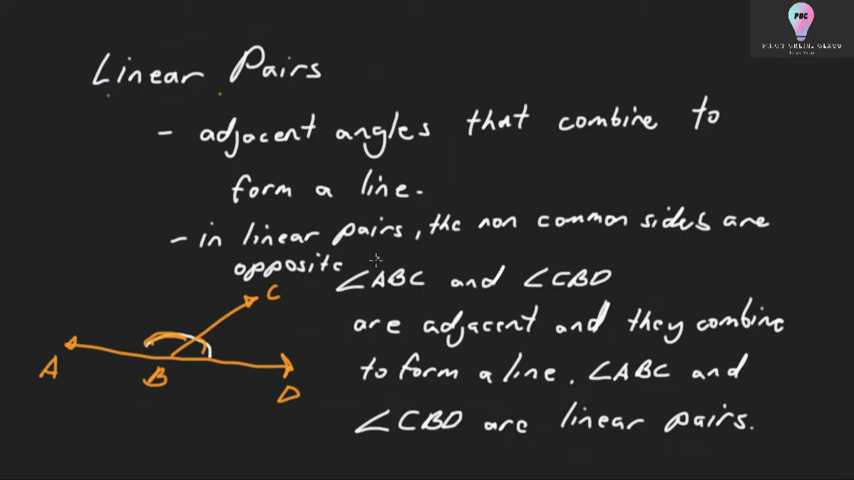 PBC
Linear Pairs
- adjacent angles that combine to
form a line.
- in linear pairs, the non common sides are
opposite
∠ABC and ∠CBD
are adjacent and they combine
to form a line. ∠ABC and
∠CBD are linear pairs.
C
A
B
D